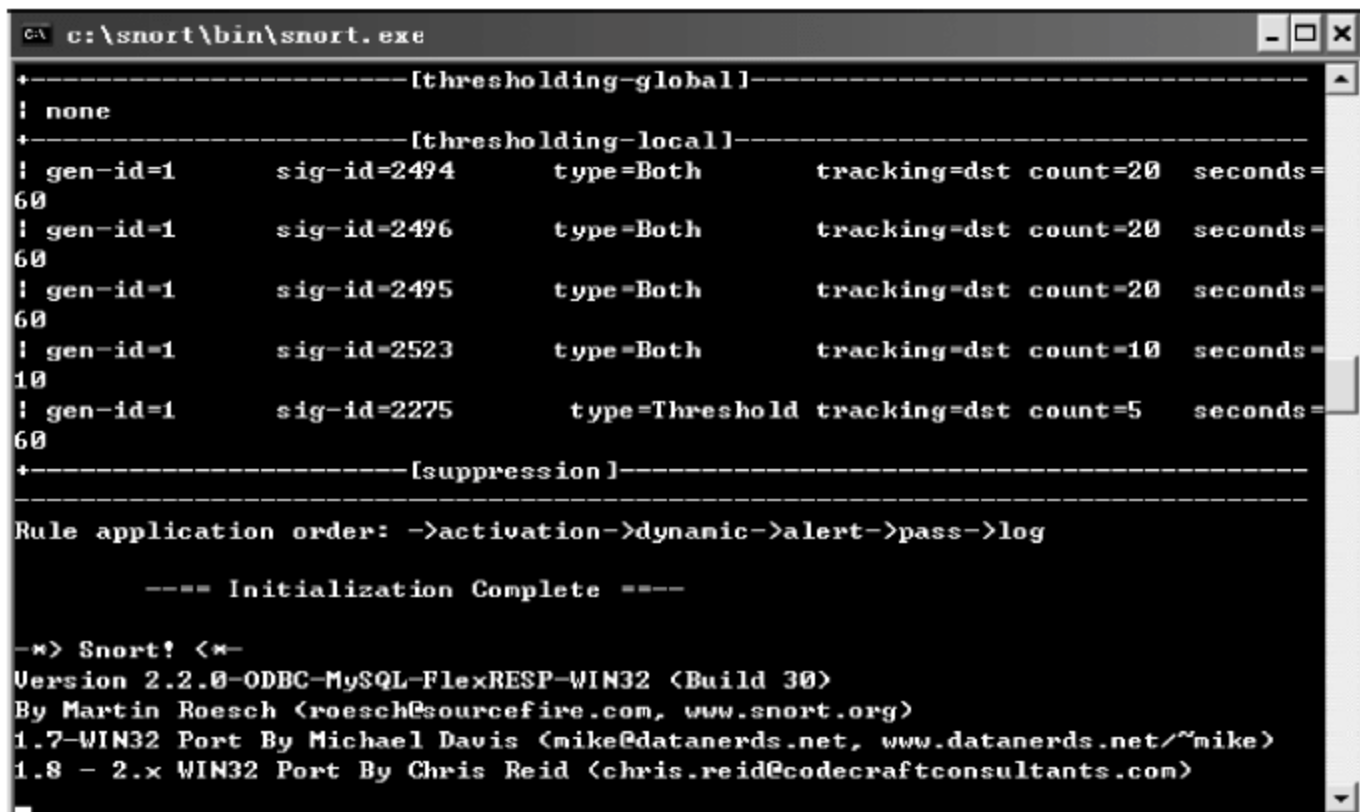 c:\snort\bin\snort.exe
+-----------------------[thresholding-global]----------------------------------
| none
+-----------------------[thresholding-local]-----------------------------------
| gen-id=1      sig-id=2494      type=Both       tracking=dst count=20  seconds=
60
| gen-id=1      sig-id=2496      type=Both       tracking=dst count=20  seconds=
60
| gen-id=1      sig-id=2495      type=Both       tracking=dst count=20  seconds=
60
| gen-id=1      sig-id=2523      type=Both       tracking=dst count=10  seconds=
10
| gen-id=1      sig-id=2275       type=Threshold tracking=dst count=5   seconds=
60
+-----------------------[suppression]------------------------------------------
-------------------------------------------------------------------------------
Rule application order: ->activation->dynamic->alert->pass->log
--== Initialization Complete ==--
-*> Snort! <*-
Version 2.2.0-ODBC-MySQL-FlexRESP-WIN32 (Build 30)
By Martin Roesch (roesch@sourcefire.com, www.snort.org)
1.7-WIN32 Port By Michael Davis (mike@datanerds.net, www.datanerds.net/~mike)
1.8 - 2.x WIN32 Port By Chris Reid (chris.reid@codecraftconsultants.com)